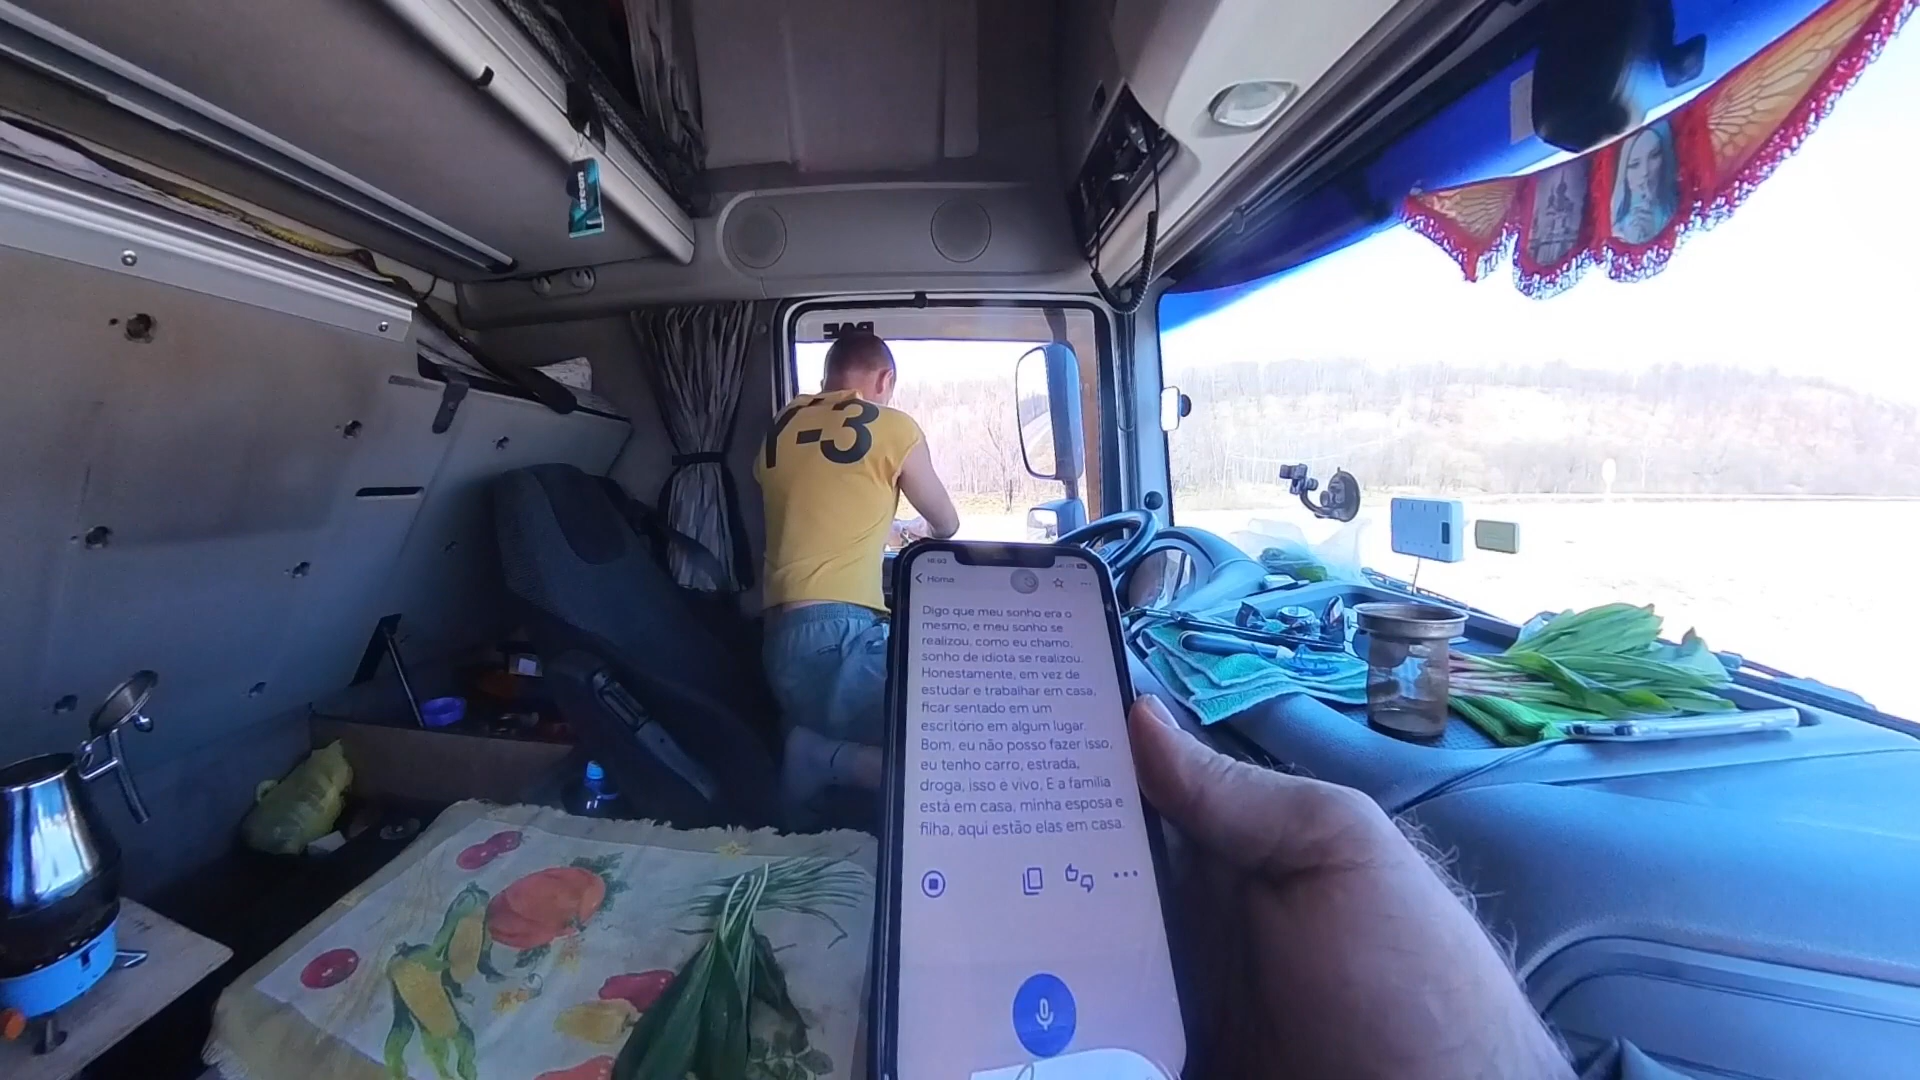 areon
DAF
Y-3
16:03
Home
Digo que meu sonho era o
mesmo, e meu sonho se
realizou, como eu chamo,
sonho de idiota se realizou.
Honestamente, em vez de
estudar e trabalhar em casa,
ficar sentado em um
escritório em algum lugar.
Bom, eu não posso fazer isso,
eu tenho carro, estrada,
droga, isso é vivo, E a família
está em casa, minha esposa e
filha, aqui estão elas em casa.